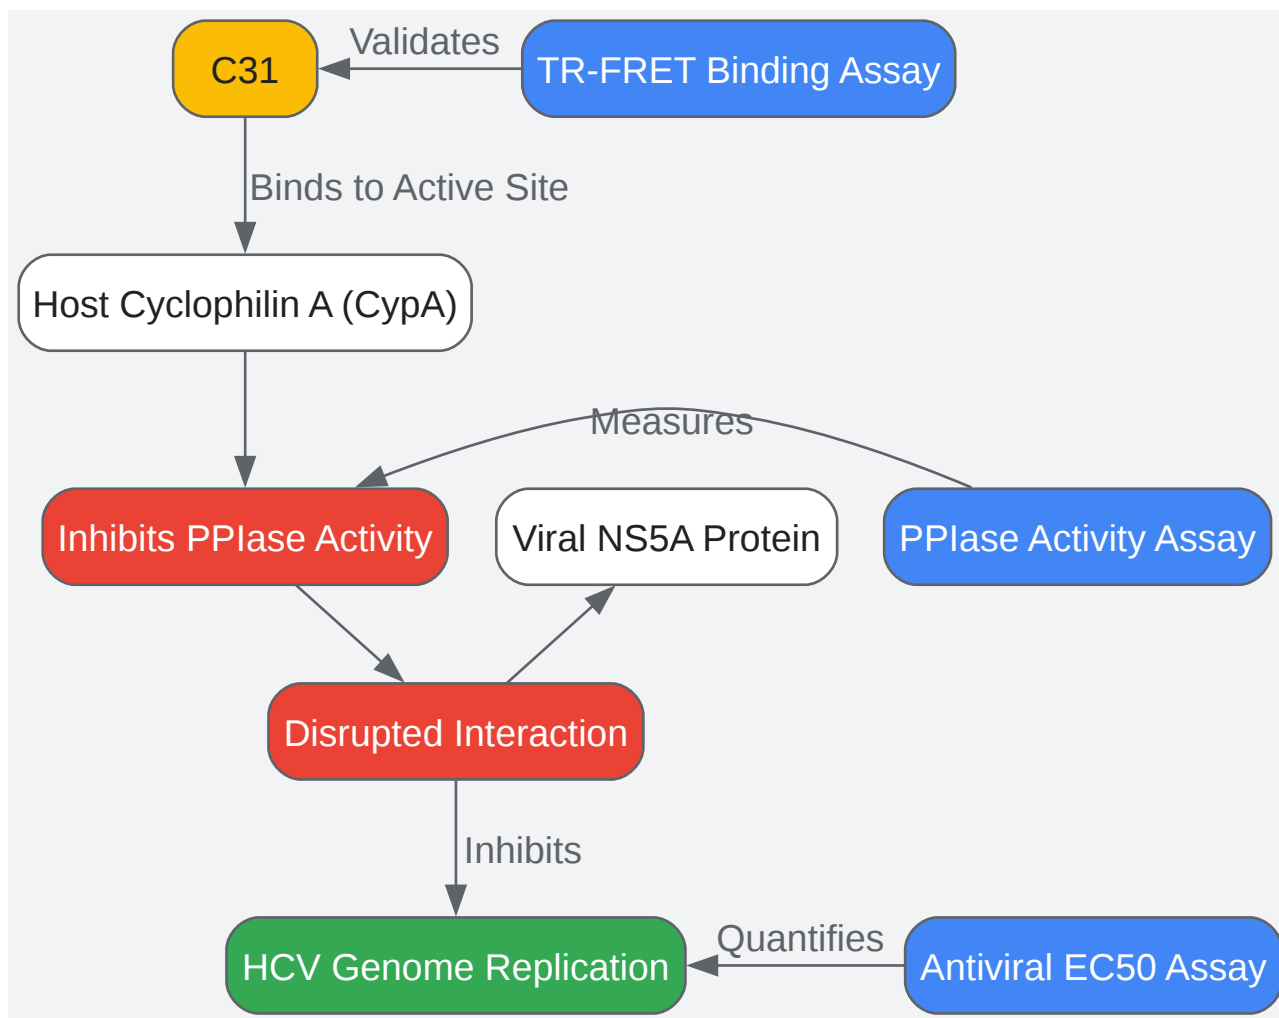 Validates
C31
TR-FRET Binding Assay
Binds to Active Site
Host Cyclophilin A (CypA)
Measures
Inhibits PPIase Activity
Viral NS5A Protein
PPIase Activity Assay
Disrupted Interaction
Inhibits
Quantifies
HCV Genome Replication
Antiviral EC50 Assay